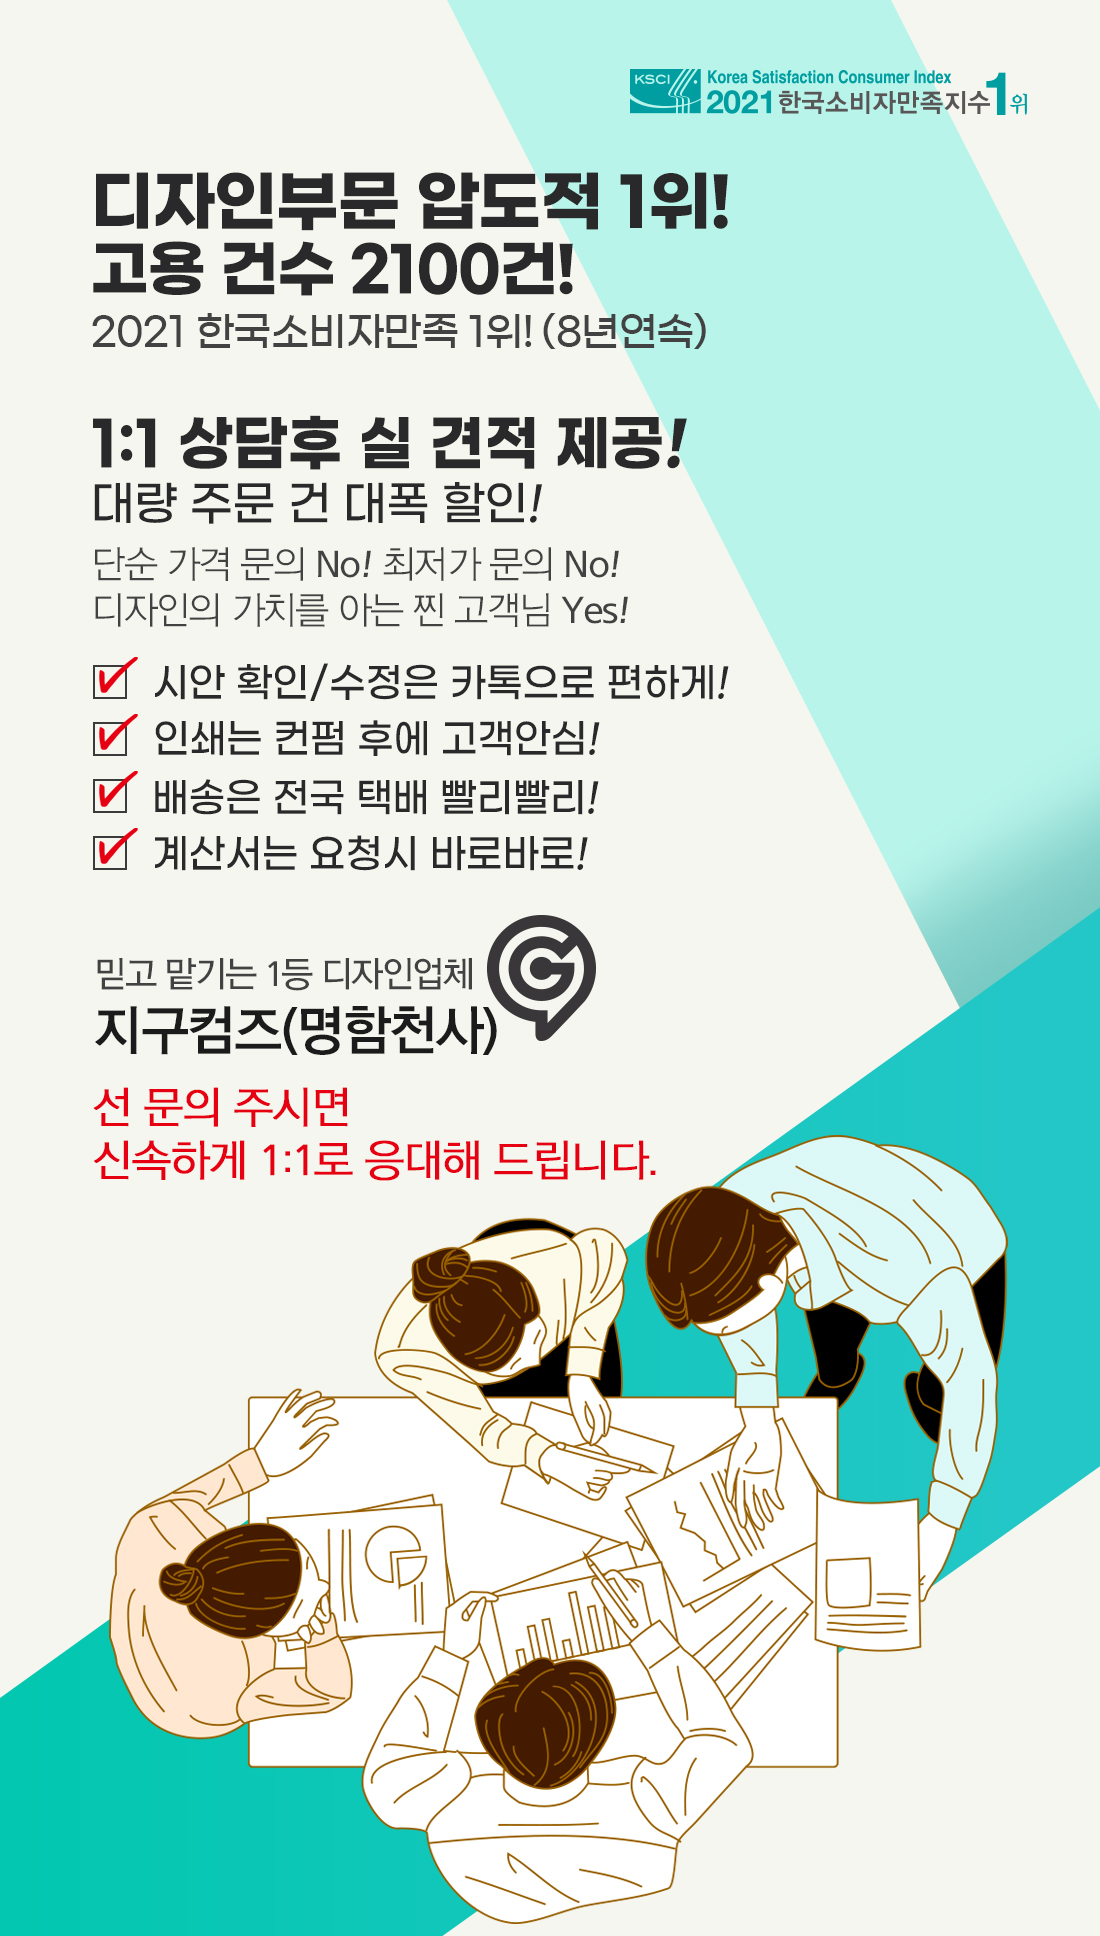 KSCI
Korea Satisfaction Consumer Index
2021 한국소비자만족지수 1위
디자인부문 압도적 1위!
고용 건수 2100건!
2021 한국소비자만족 1위! (8년연속)
1:1 상담후 실 견적 제공!
대량 주문 건 대폭 할인!
단순 가격 문의 No! 최저가 문의 No!
디자인의 가치를 아는 찐 고객님 Yes!
시안 확인/수정은 카톡으로 편하게!
인쇄는 컨펌 후에 고객안심!
배송은 전국 택배 빨리빨리!
계산서는 요청시 바로바로!
믿고 맡기는 1등 디자인업체
지구컴즈(명함천사)
선 문의 주시면
신속하게 1:1로 응대해 드립니다.